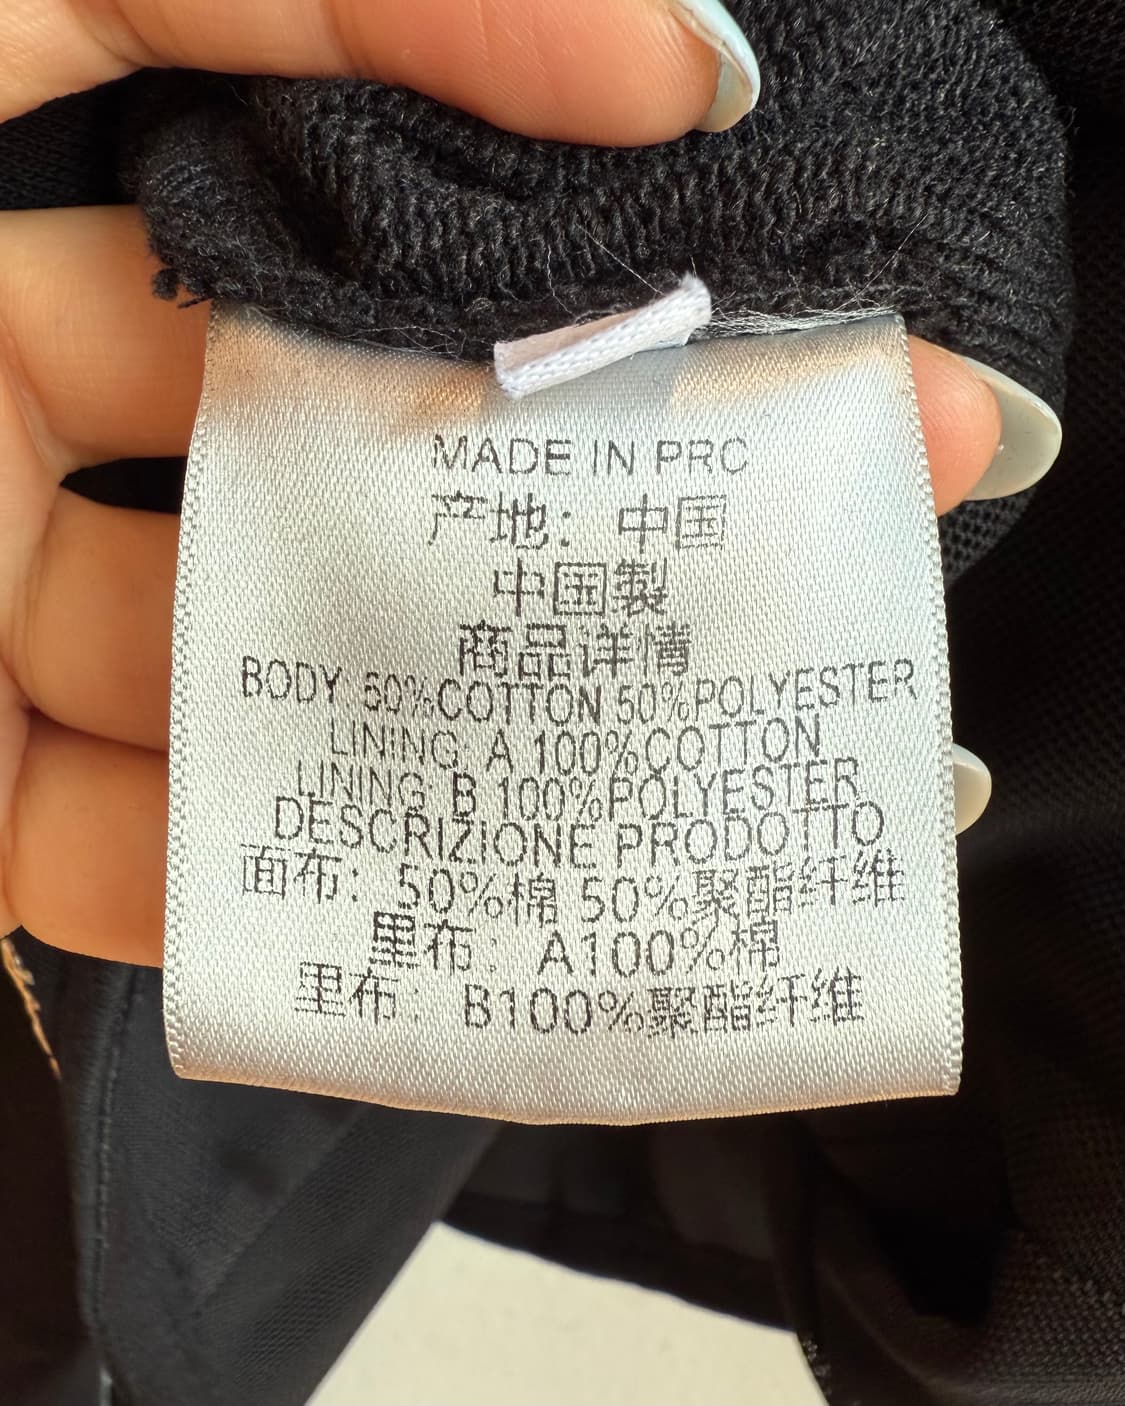 MADE IN PRC
产地： 中国
中国製
商品详情
BODY: 50%COTTON 50%POLYESTER
LINING: A 100%COTTON
LINING: B 100%POLYESTER
DESCRIZIONE PRODOTTO
面布： 50%棉 50%聚酯纤维
里布： A100%棉
里布： B100%聚酯纤维